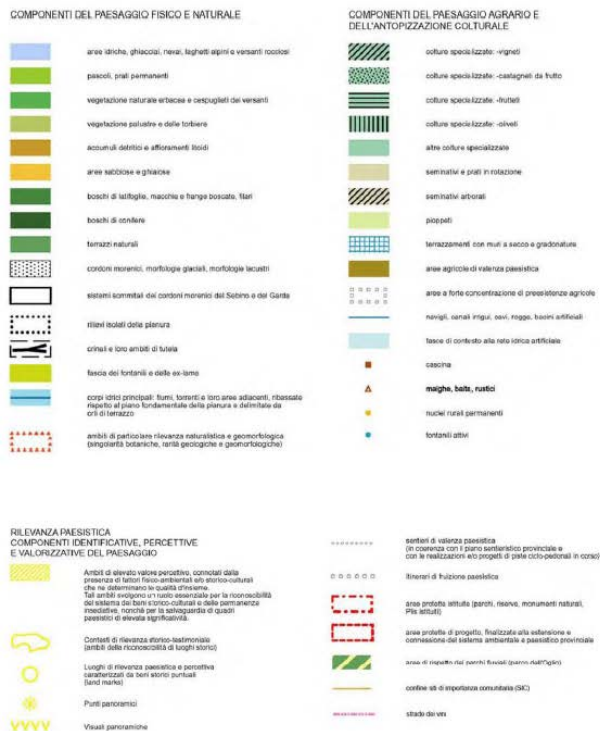 COMPONENTI DEL PAESAGGIO FISICO E NATURALE
aree idriche, ghiacciai, nevai, laghetti alpini e versanti rocciosi
pascoli, prati permanenti
vegetazione naturale erbacea e cespuglieti dei versanti
vegetazione palustre e delle torbiere
accumuli detritici e affioramenti litoidi
aree sabbiose e ghiaiose
boschi di latifoglie, macchie e frange boscate, filari
boschi di conifere
terrazzi naturali
cordoni morenici, morfologie glaciali, morfologie lacustri
sistemi sommitali dei cordoni morenici del Sebino e del Garda
rilievi isolati della pianura
crinali e loro ambiti di tutela
fascia dei fontanili e delle ex-lame
corpi idrici principali: fiumi, torrenti e loro aree adiacenti, ribassate
rispetto al piano fondamentale della pianura e delimitate da
orli di terrazzo
ambiti di particolare rilevanza naturalistica e geomorfologica
(singolarità botaniche, rarità geologiche e geomorfologiche)
COMPONENTI DEL PAESAGGIO AGRARIO E
DELL'ANTOPIZZAZIONE COLTURALE
colture specializzate: -vigneti
colture specializzate: -castagneti da frutto
colture specializzate: -frutteti
colture specializzate: -oliveti
altre colture specializzate
seminativi e prati in rotazione
seminativi arborati
pioppeti
terrazzamenti con muri a secco e gradonature
aree agricole di valenza paesistica
aree a forte concentrazione di preesistenze agricole
navigli, canali irrigui, cavi, rogge, bacini artificiali
fasce di contesto alla rete idrica artificiale
cascina
malghe, baite, rustici
nuclei rurali permanenti
fontanili attivi
RILEVANZA PAESISTICA
COMPONENTI IDENTIFICATIVE, PERCETTIVE
E VALORIZZATIVE DEL PAESAGGIO
Ambiti di elevato valore percettivo, connotati dalla
presenza di fattori fisico-ambientali e/o storico-culturali
che ne determinano la qualità d'insieme.
Tali ambiti svolgono un ruolo essenziale per la riconoscibilità
del sistema dei beni storico-culturali e delle permanenze
insediative, nonché per la salvaguardia di quadri
paesistici di elevata significatività.
Contesti di rilevanza storico-testimoniale
(ambiti della riconoscibilità di luoghi storici)
Luoghi di rilevanza paesistica e percettiva
caratterizzati da beni storici puntuali
(land marks)
Punti panoramici
Visuali panoramiche
sentieri di valenza paesistica
(in coerenza con il piano sentieristico provinciale e
con le realizzazioni e/o progetti di piste ciclo-pedonali in corso)
Itinerari di fruizione paesistica
aree protette istituite (parchi, riserve, monumenti naturali,
Plis istituiti)
aree protette di progetto, finalizzate alla estensione e
connessione del sistema ambientale e paesistico provinciale
aree di rispetto dei parchi fluviali (parco dell'Oglio)
confine siti di importanza comunitaria (SIC)
strade dei vini